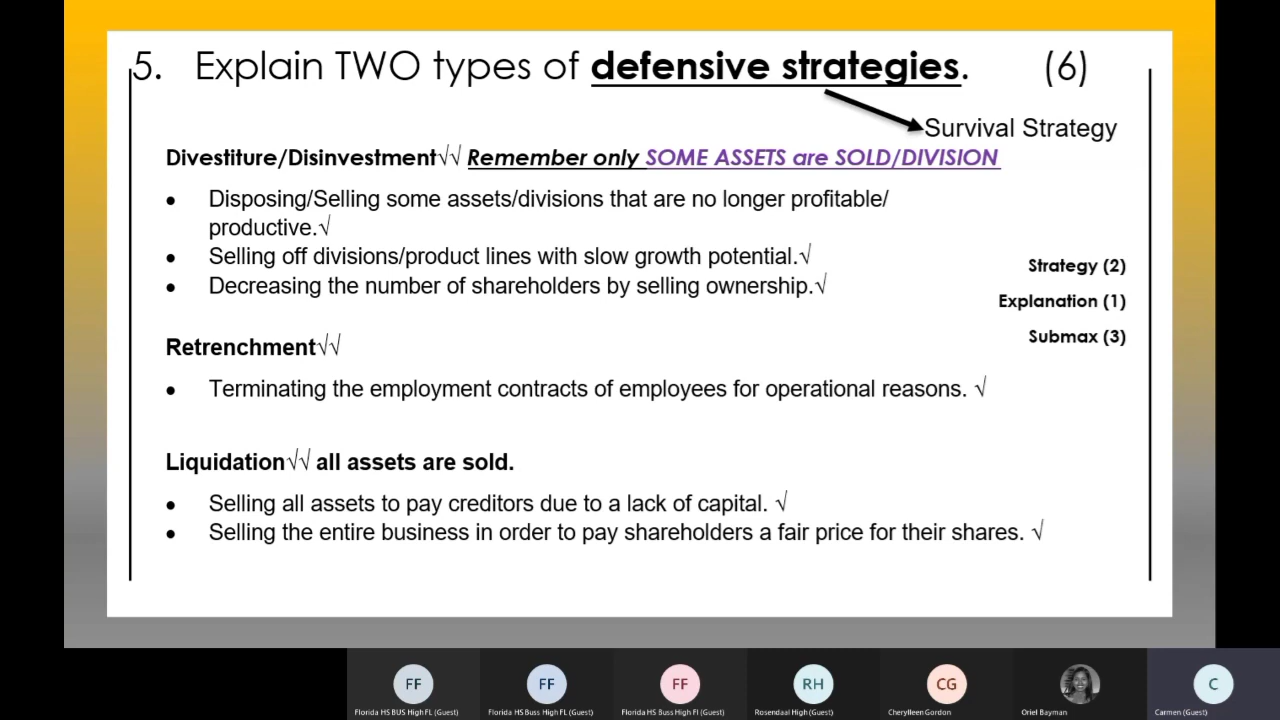 5. Explain TWO types of defensive strategies. (6)
Survival Strategy
Divestiture/Disinvestment√√ Remember only SOME ASSETS are SOLD/DIVISION
• Disposing/Selling some assets/divisions that are no longer profitable/
productive.√
• Selling off divisions/product lines with slow growth potential.√
• Decreasing the number of shareholders by selling ownership.√
Strategy (2)
Explanation (1)
Submax (3)
Retrenchment√√
• Terminating the employment contracts of employees for operational reasons. √
Liquidation√√ all assets are sold.
• Selling all assets to pay creditors due to a lack of capital. √
• Selling the entire business in order to pay shareholders a fair price for their shares. √
FF FF FF RH CG C
Florida HS BUS High FL (Guest) Florida HS Buss High FL (Guest) Florida HS Buss High Fl (Guest) Rosendaal High (Guest) Cherylleen Gordon Oriel Bayman Carmen (Guest)